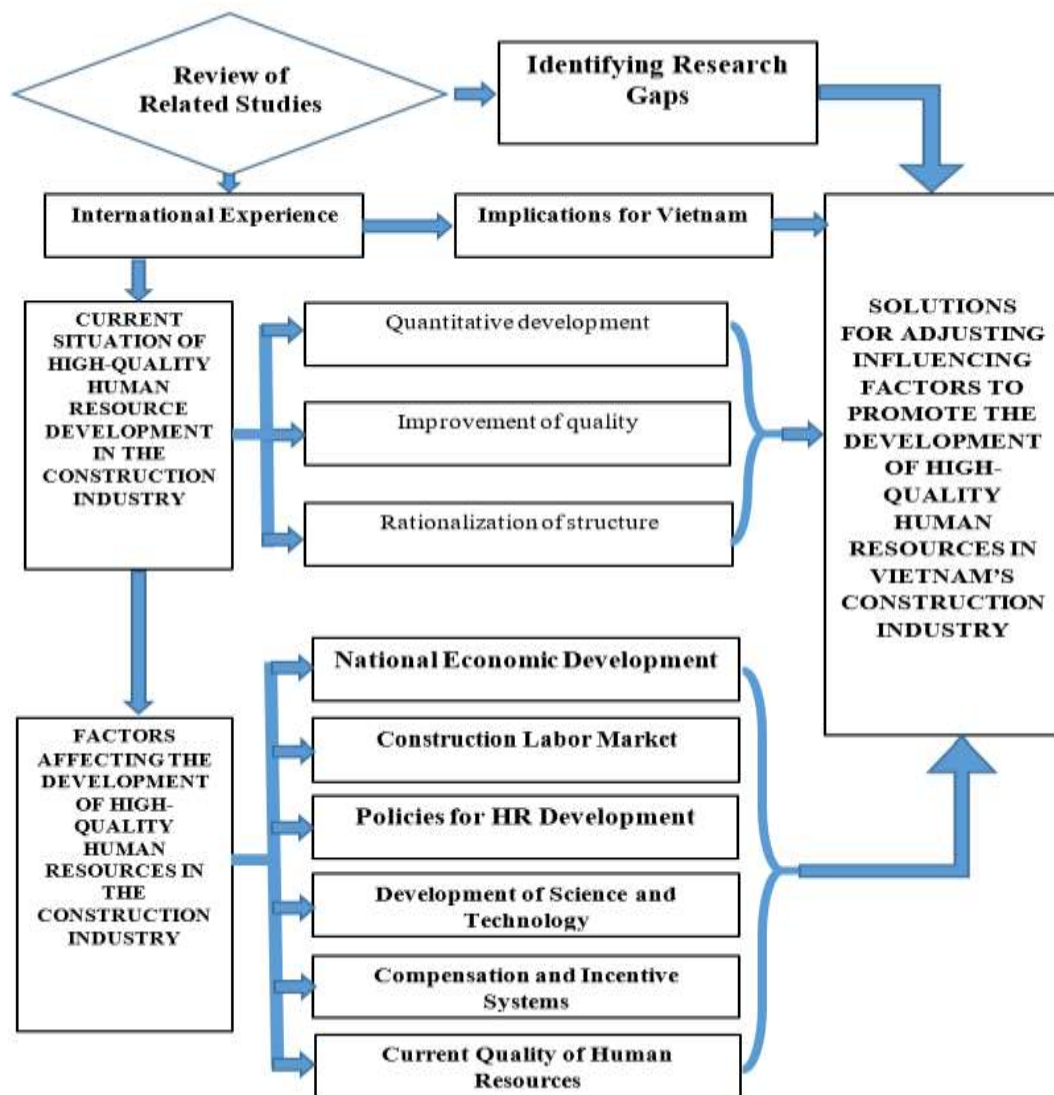 Review of
Related Studies
Identifying Research
Gaps
International Experience
Implications for Vietnam
CURRENT
SITUATION OF
HIGH-QUALITY
HUMAN
RESOURCE
DEVELOPMENT
IN THE
CONSTRUCTION
INDUSTRY
Quantitative development
Improvement of quality
Rationalization of structure
SOLUTIONS
FOR ADJUSTING
INFLUENCING
FACTORS TO
PROMOTE THE
DEVELOPMENT
OF HIGH-
QUALITY
HUMAN
RESOURCES IN
VIETNAM’S
CONSTRUCTION
INDUSTRY
FACTORS
AFFECTING THE
DEVELOPMENT
OF HIGH-
QUALITY
HUMAN
RESOURCES IN
THE
CONSTRUCTION
INDUSTRY
National Economic Development
Construction Labor Market
Policies for HR Development
Development of Science and
Technology
Compensation and Incentive
Systems
Current Quality of Human
Resources